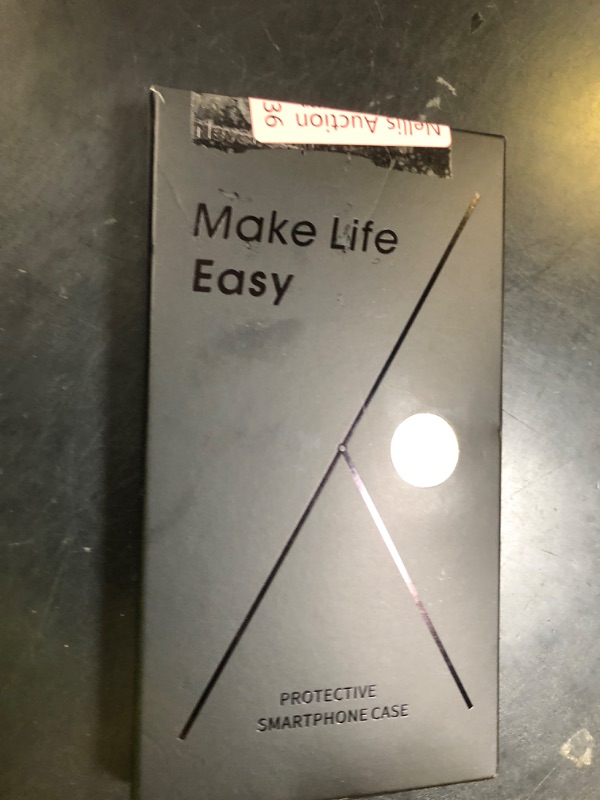 Nellis Auction 36
Make Life
Easy
PROTECTIVE
SMARTPHONE CASE